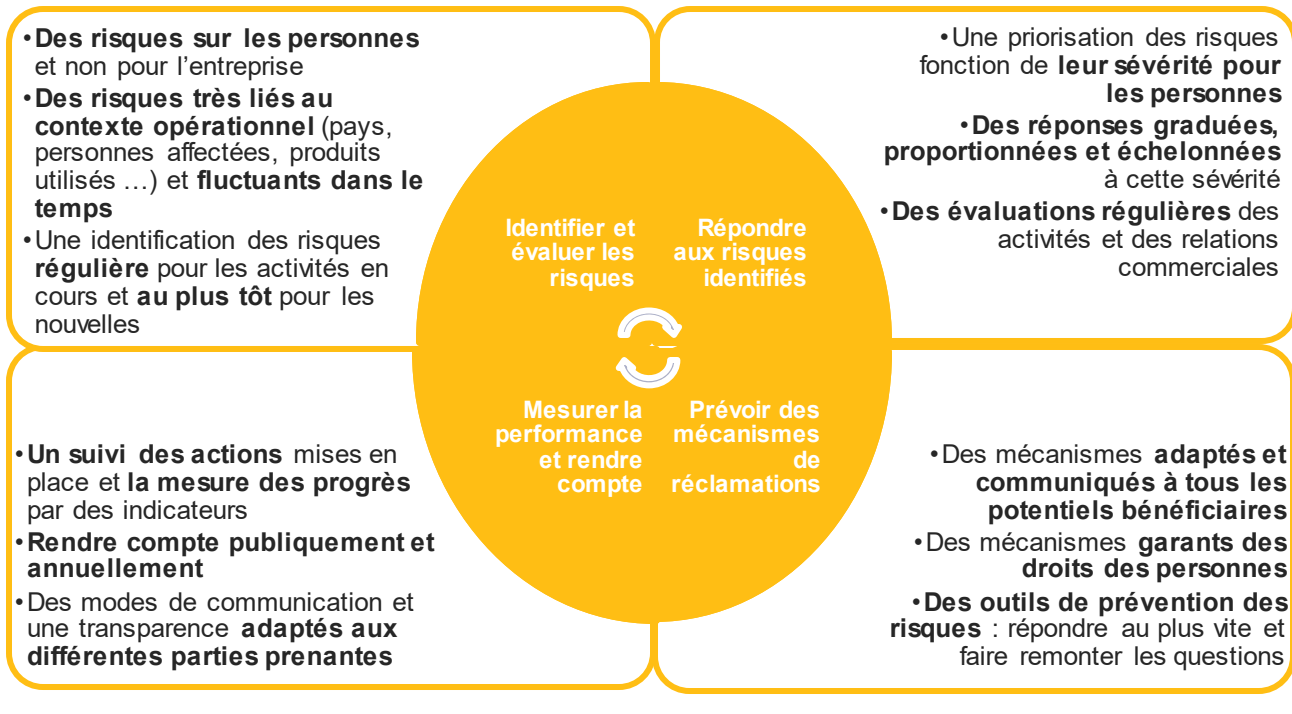 •Des risques sur les personnes
et non pour l’entreprise
•Des risques très liés au
contexte opérationnel (pays,
personnes affectées, produits
utilisés …) et fluctuants dans le
temps
•Une identification des risques
régulière pour les activités en
cours et au plus tôt pour les
nouvelles
•Une priorisation des risques
fonction de leur sévérité pour
les personnes
•Des réponses graduées,
proportionnées et échelonnées
à cette sévérité
•Des évaluations régulières des
activités et des relations
commerciales
Identifier et
évaluer les
risques
Répondre
aux risques
identifiés
Mesurer la
performance
et rendre
compte
Prévoir des
mécanismes
de
réclamations
•Un suivi des actions mises en
place et la mesure des progrès
par des indicateurs
•Rendre compte publiquement et
annuellement
•Des modes de communication et
une transparence adaptés aux
différentes parties prenantes
•Des mécanismes adaptés et
communiqués à tous les
potentiels bénéficiaires
•Des mécanismes garants des
droits des personnes
•Des outils de prévention des
risques : répondre au plus vite et
faire remonter les questions